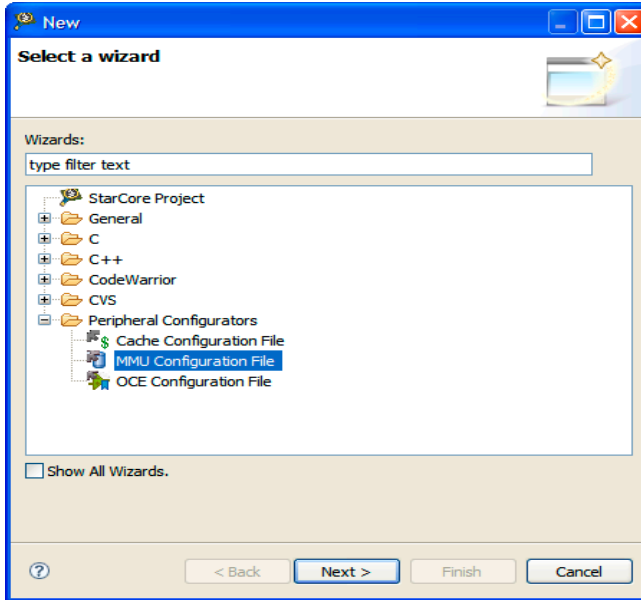 New
Select a wizard
Wizards:
type filter text
StarCore Project
General
C
C++
CodeWarrior
CVS
Peripheral Configurators
Cache Configuration File
MMU Configuration File
OCE Configuration File
Show All Wizards.
< Back Next > Finish Cancel